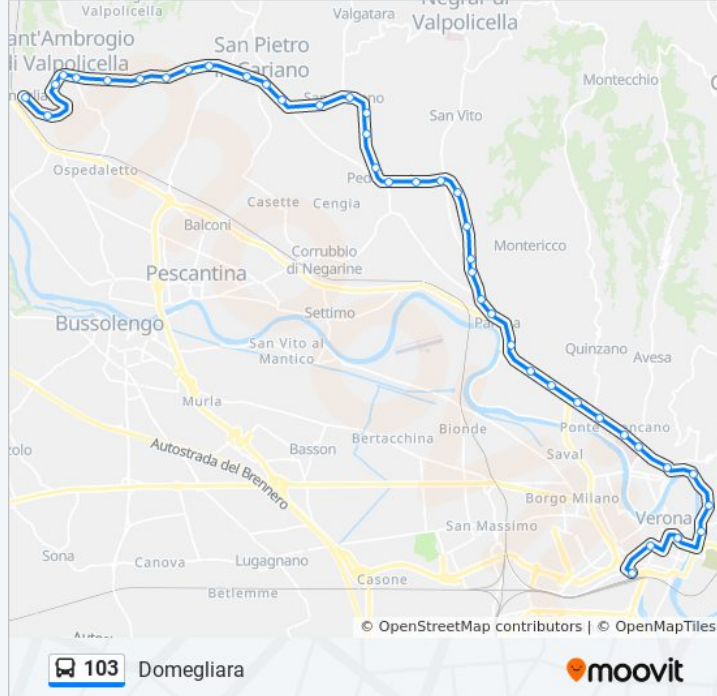 Negrar di
Valpolicella
Valgatara
ant'Ambrogio
di Valpolicella
San Pietro
Cariano
Montecchio
San Vito
Ospedaletto
Casette
Cengia
Balconi
Montericco
Corrubbio
di Negarine
Pescantina
Settimo
Bussolengo
San Vito al
Mantico
Quinzano
Avesa
Murla
Bionde
Bertacchina
Basson
Saval
Autostrada del Brennero
Borgo Milano
Verona
San Massimo
Sona
Canova
Lugagnano
Casone
Betlemme
© OpenStreetMap contributors | © OpenMapTiles
103
Domegliara
moovit